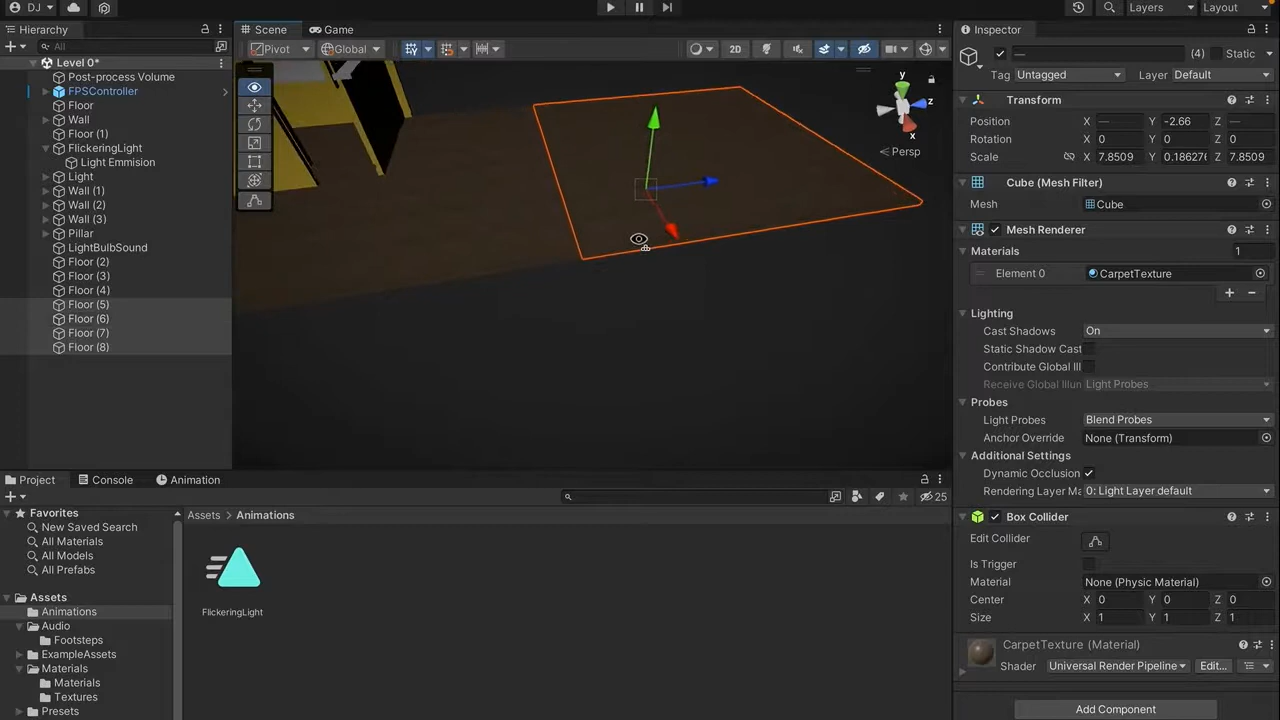 DJ
Layers
Layout
Hierarchy
All
Level 0*
Post-process Volume
FPSController
Floor
Wall
Floor (1)
FlickeringLight
Light Emmision
Light
Wall (1)
Wall (2)
Wall (3)
Pillar
LightBulbSound
Floor (2)
Floor (3)
Floor (4)
Floor (5)
Floor (6)
Floor (7)
Floor (8)
Scene
Game
Pivot
Global
2D
y
z
x
Persp
Inspector
—
(4)
Static
Tag Untagged
Layer Default
Transform
Position X — Y -2.66 Z —
Rotation X 0 Y 0 Z 0
Scale X 7.8509 Y 0.186276 Z 7.8509
Cube (Mesh Filter)
Mesh Cube
Mesh Renderer
Materials 1
Element 0 CarpetTexture
Lighting
Cast Shadows On
Static Shadow Cast
Contribute Global Ill
Receive Global Illun Light Probes
Probes
Light Probes Blend Probes
Anchor Override None (Transform)
Additional Settings
Dynamic Occlusion
Rendering Layer Ma 0: Light Layer default
Box Collider
Edit Collider
Is Trigger
Material None (Physic Material)
Center X 0 Y 0 Z 0
Size X 1 Y 1 Z 1
CarpetTexture (Material)
Shader Universal Render Pipeline Edit...
Add Component
Project
Console
Animation
25
Favorites
New Saved Search
All Materials
All Models
All Prefabs
Assets
Animations
Audio
Footsteps
ExampleAssets
Materials
Materials
Textures
Presets
Assets > Animations
FlickeringLight